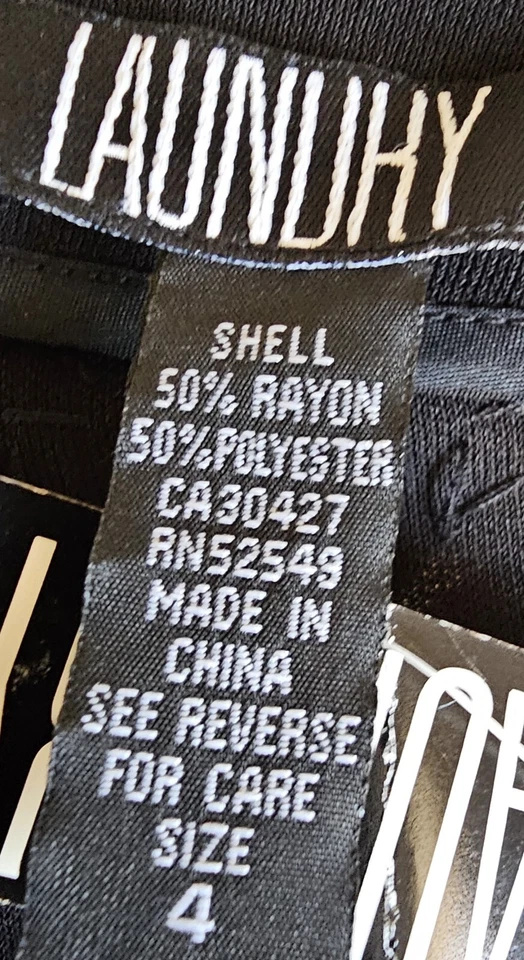 LAUNDRY
SHELL
50% RAYON
50% POLYESTER
CA30427
RN52549
MADE IN
CHINA
SEE REVERSE
FOR CARE
SIZE
4